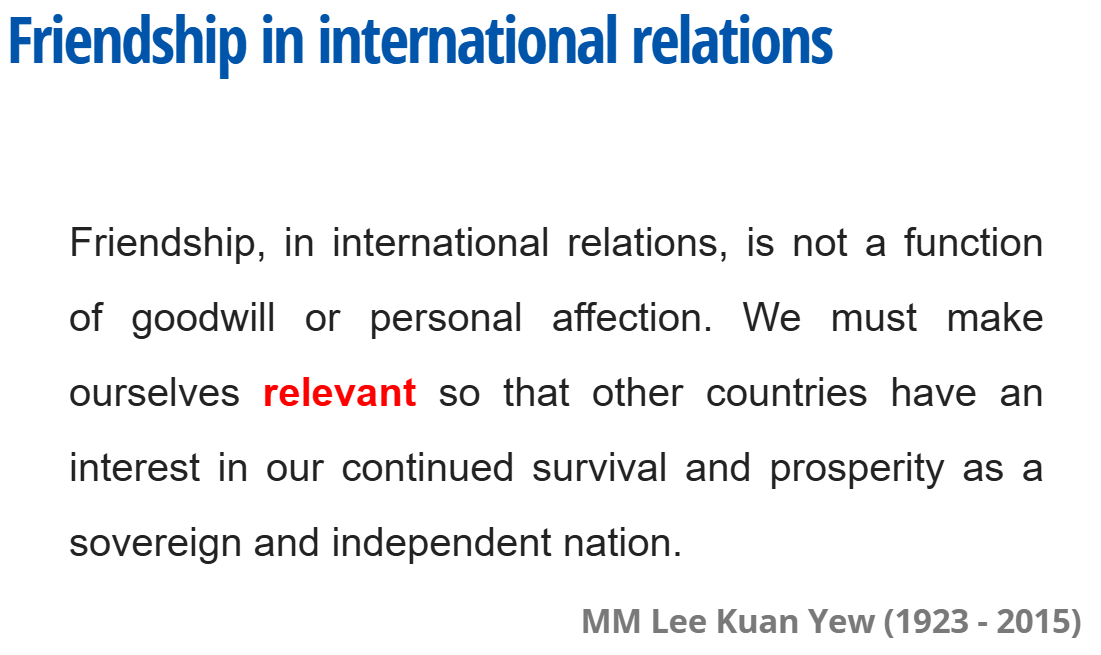 Friendship in international relations
Friendship, in international relations, is not a function
of goodwill or personal affection. We must make
ourselves relevant so that other countries have an
interest in our continued survival and prosperity as a
sovereign and independent nation.
MM Lee Kuan Yew (1923 - 2015)